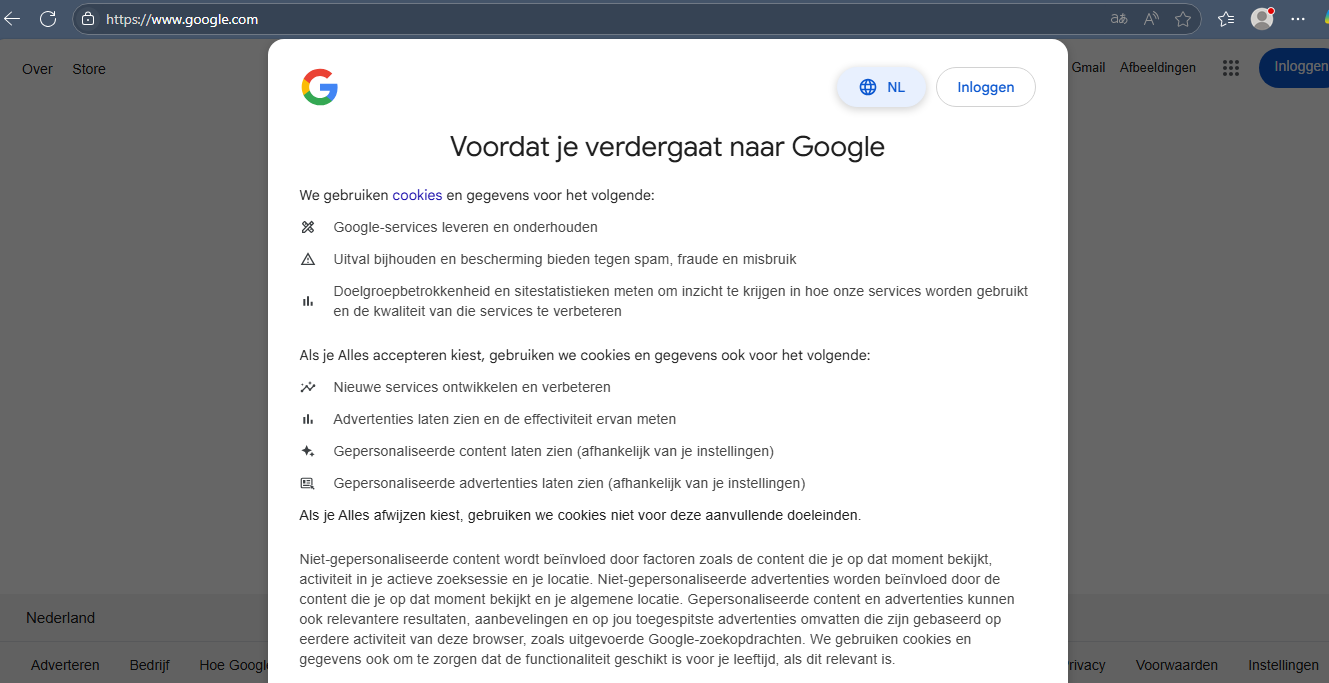 https://www.google.com
Over Store
Gmail Afbeeldingen Inloggen
NL Inloggen
Voordat je verdergaat naar Google
We gebruiken cookies en gegevens voor het volgende:
Google-services leveren en onderhouden
Uitval bijhouden en bescherming bieden tegen spam, fraude en misbruik
Doelgroepbetrokkenheid en sitestatistieken meten om inzicht te krijgen in hoe onze services worden gebruikt
en de kwaliteit van die services te verbeteren
Als je Alles accepteren kiest, gebruiken we cookies en gegevens ook voor het volgende:
Nieuwe services ontwikkelen en verbeteren
Advertenties laten zien en de effectiviteit ervan meten
Gepersonaliseerde content laten zien (afhankelijk van je instellingen)
Gepersonaliseerde advertenties laten zien (afhankelijk van je instellingen)
Als je Alles afwijzen kiest, gebruiken we cookies niet voor deze aanvullende doeleinden.
Niet-gepersonaliseerde content wordt beïnvloed door factoren zoals de content die je op dat moment bekijkt,
activiteit in je actieve zoeksessie en je locatie. Niet-gepersonaliseerde advertenties worden beïnvloed door de
content die je op dat moment bekijkt en je algemene locatie. Gepersonaliseerde content en advertenties kunnen
ook relevantere resultaten, aanbevelingen en op jou toegespitste advertenties omvatten die zijn gebaseerd op
eerdere activiteit van deze browser, zoals uitgevoerde Google-zoekopdrachten. We gebruiken cookies en
gegevens ook om te zorgen dat de functionaliteit geschikt is voor je leeftijd, als dit relevant is.
Nederland
Adverteren Bedrijf Hoe Google rivacy Voorwaarden Instellingen